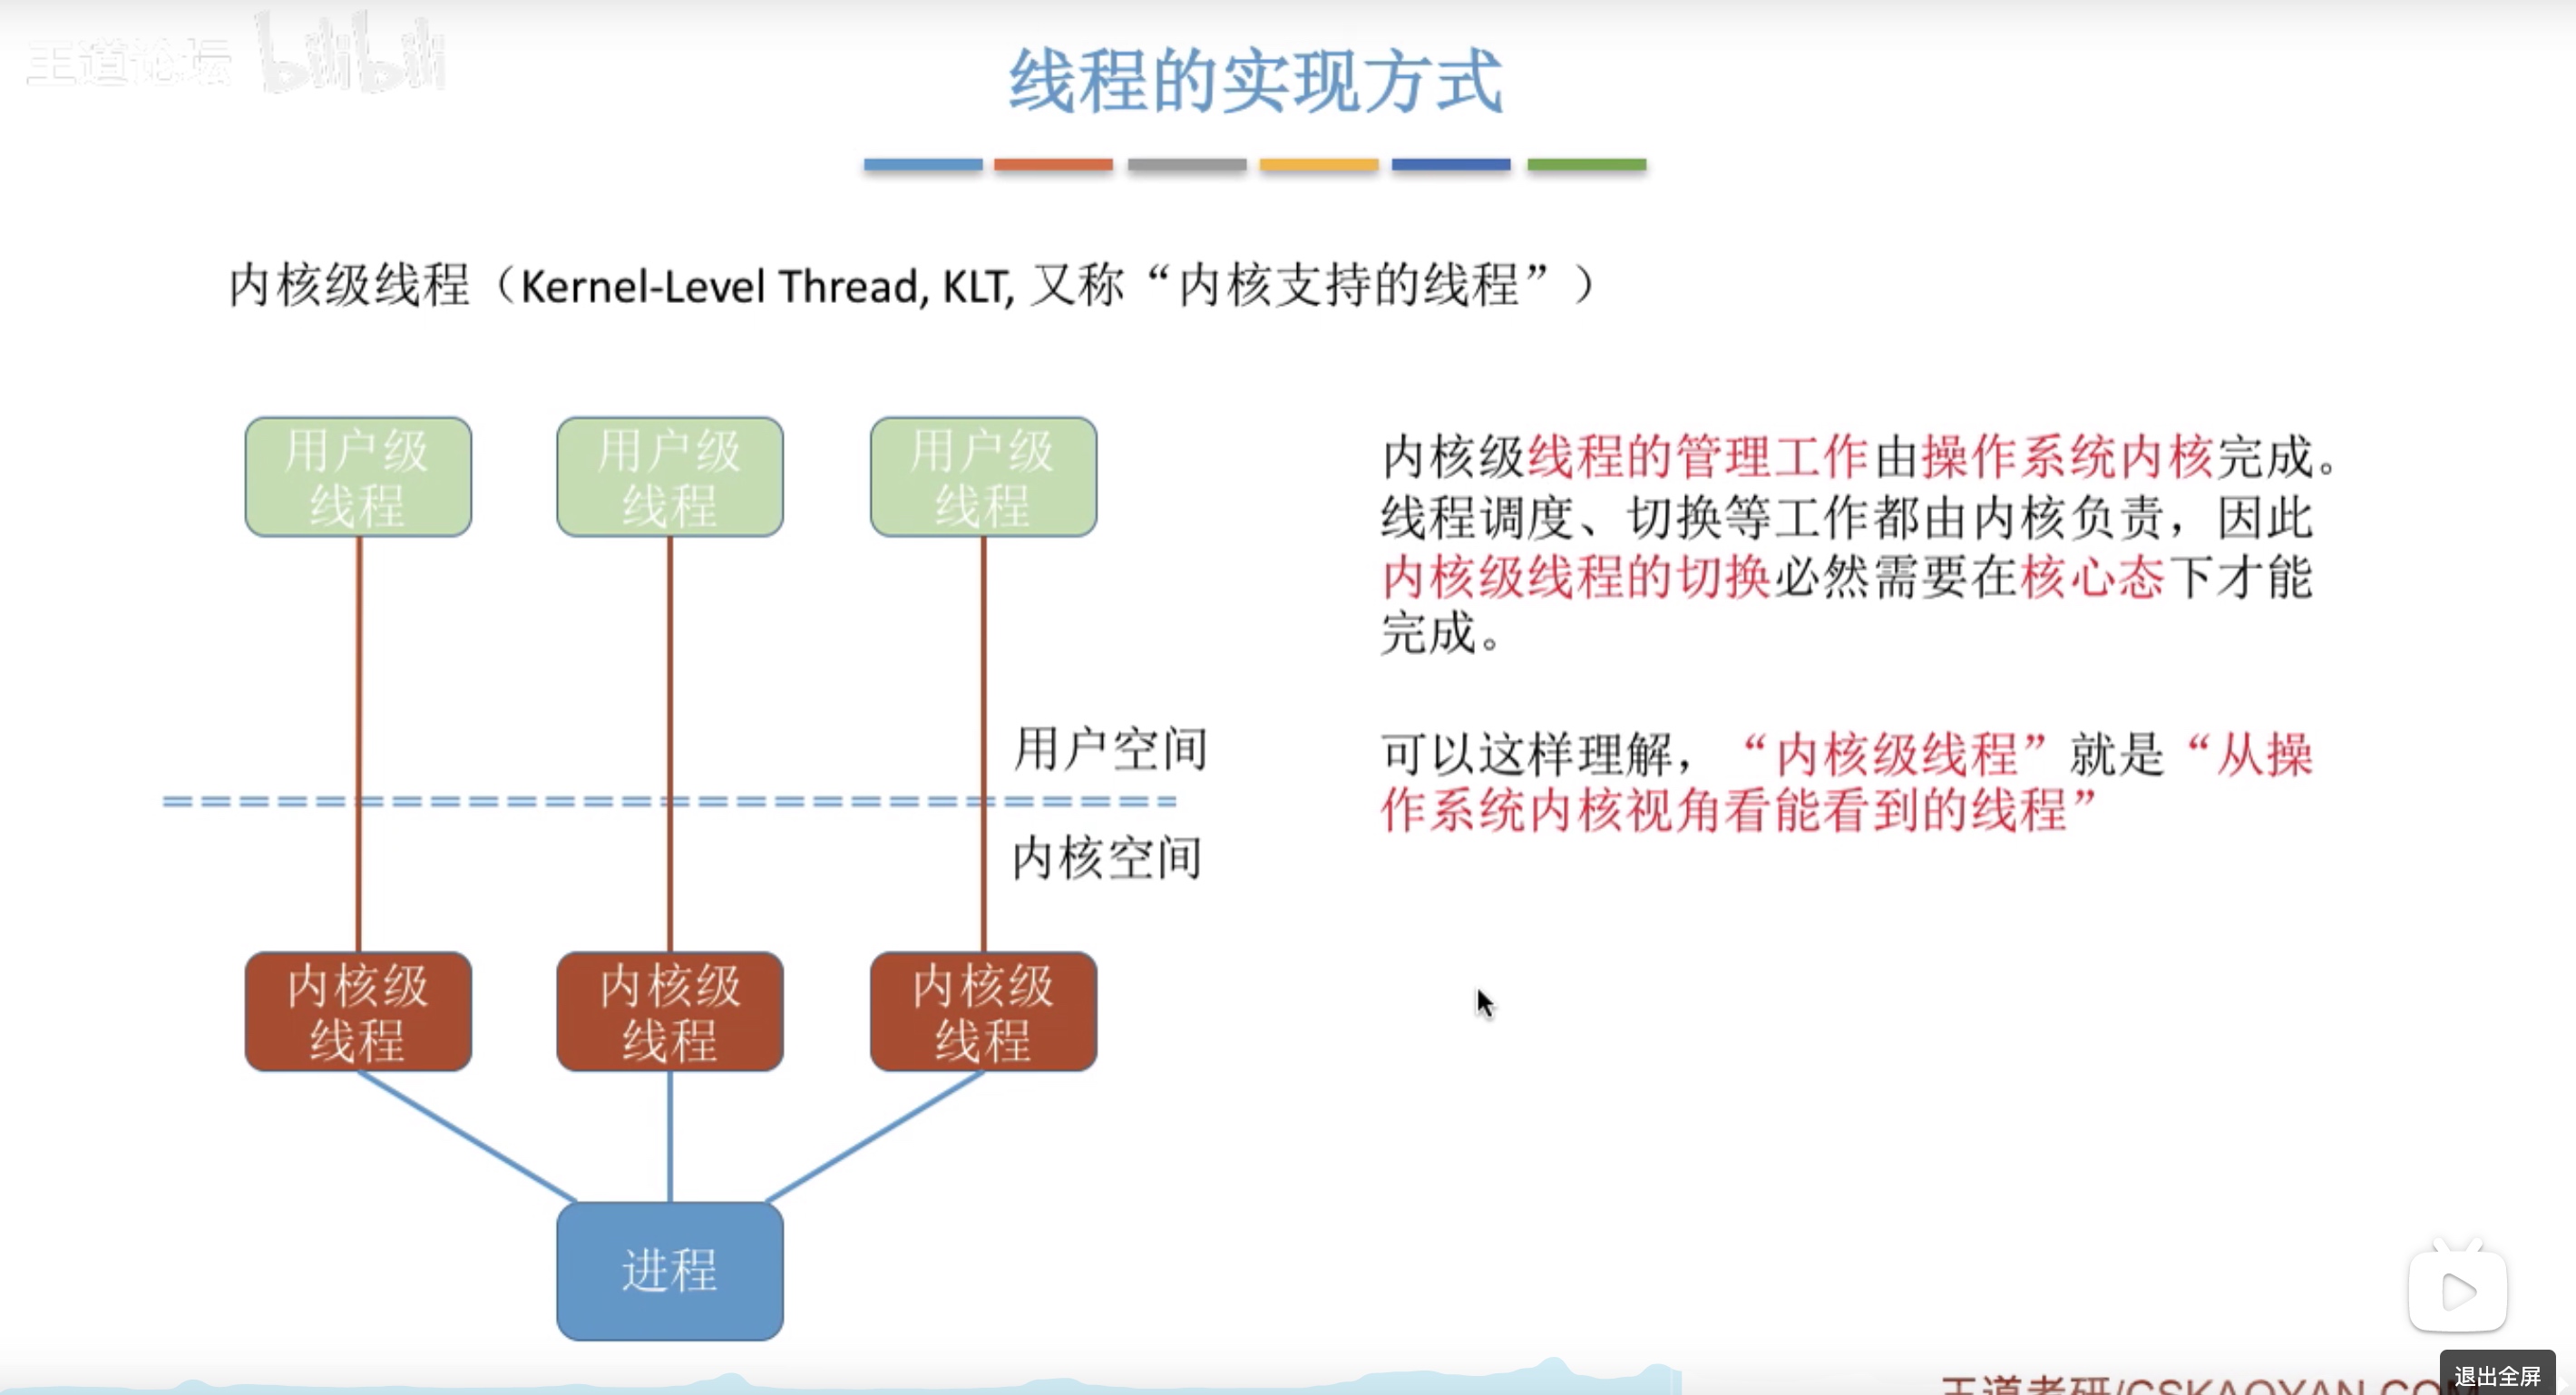 王道论坛 bilibili
线程的实现方式
内核级线程（Kernel-Level Thread, KLT, 又称“内核支持的线程”）
用户级
线程
用户级
线程
用户级
线程
用户空间
内核空间
内核级
线程
内核级
线程
内核级
线程
进程
内核级线程的管理工作由操作系统内核完成。
线程调度、切换等工作都由内核负责，因此
内核级线程的切换必然需要在核心态下才能
完成。
可以这样理解，“内核级线程”就是“从操
作系统内核视角看能看到的线程”
王道考研/CSKAOYAN.COM
退出全屏